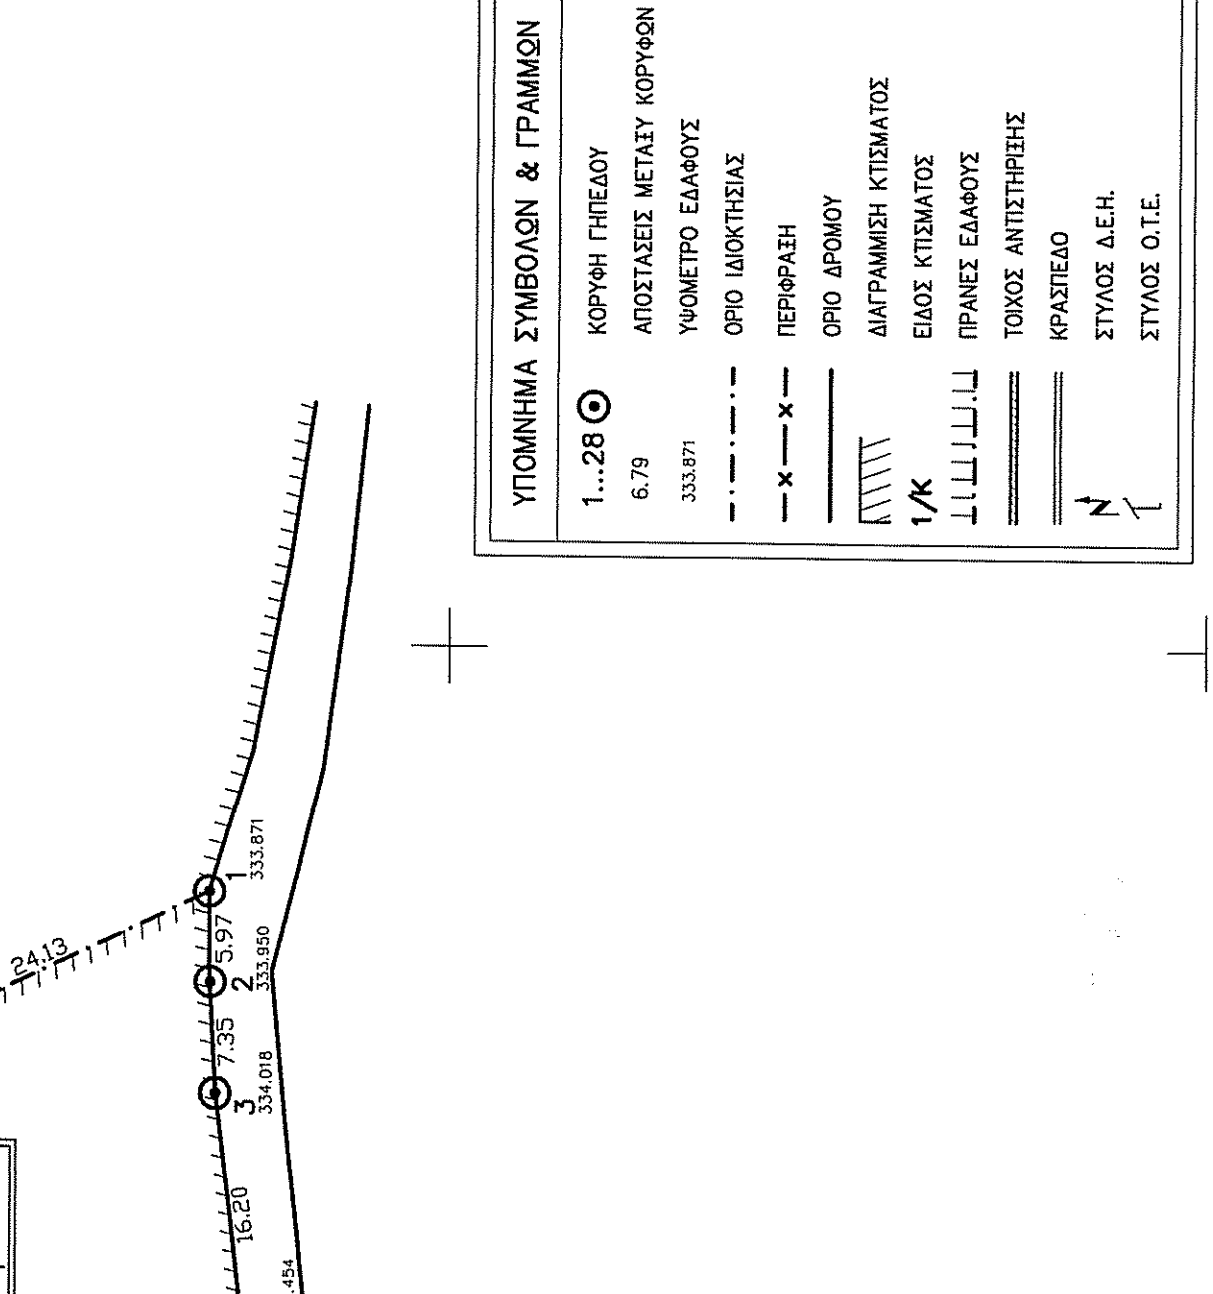 ΥΠΟΜΝΗΜΑ ΣΥΜΒΟΛΩΝ & ΓΡΑΜΜΩΝ
1...28 ΚΟΡΥΦΗ ΓΗΠΕΔΟΥ
6.79 ΑΠΟΣΤΑΣΕΙΣ ΜΕΤΑΞΥ ΚΟΡΥΦΩΝ
333.871 ΥΨΟΜΕΤΡΟ ΕΔΑΦΟΥΣ
ΟΡΙΟ ΙΔΙΟΚΤΗΣΙΑΣ
ΠΕΡΙΦΡΑΞΗ
ΟΡΙΟ ΔΡΟΜΟΥ
ΔΙΑΓΡΑΜΜΙΣΗ ΚΤΙΣΜΑΤΟΣ
1/Κ ΕΙΔΟΣ ΚΤΙΣΜΑΤΟΣ
ΠΡΑΝΕΣ ΕΔΑΦΟΥΣ
ΤΟΙΧΟΣ ΑΝΤΙΣΤΗΡΙΞΗΣ
ΚΡΑΣΠΕΔΟ
ΣΤΥΛΟΣ Δ.Ε.Η.
ΣΤΥΛΟΣ Ο.Τ.Ε.
24.13
16.20
7.35
5.97
3
334.018
2
333.950
1
333.871
.454